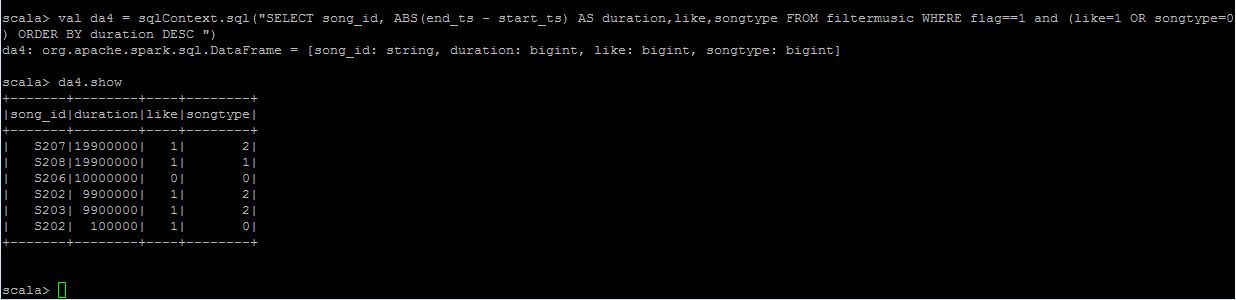 scala> val da4 = sqlContext.sql("SELECT song_id, ABS(end_ts - start_ts) AS duration,like,songtype FROM filtermusic WHERE flag==1 and (like=1 OR songtype=0
) ORDER BY duration DESC ")
da4: org.apache.spark.sql.DataFrame = [song_id: string, duration: bigint, like: bigint, songtype: bigint]
scala> da4.show
+-------+--------+----+--------+
|song_id|duration|like|songtype|
+-------+--------+----+--------+
|   S207|19900000|   1|       2|
|   S208|19900000|   1|       1|
|   S206|10000000|   0|       0|
|   S202| 9900000|   1|       2|
|   S203| 9900000|   1|       2|
|   S202|  100000|   1|       0|
+-------+--------+----+--------+
scala>